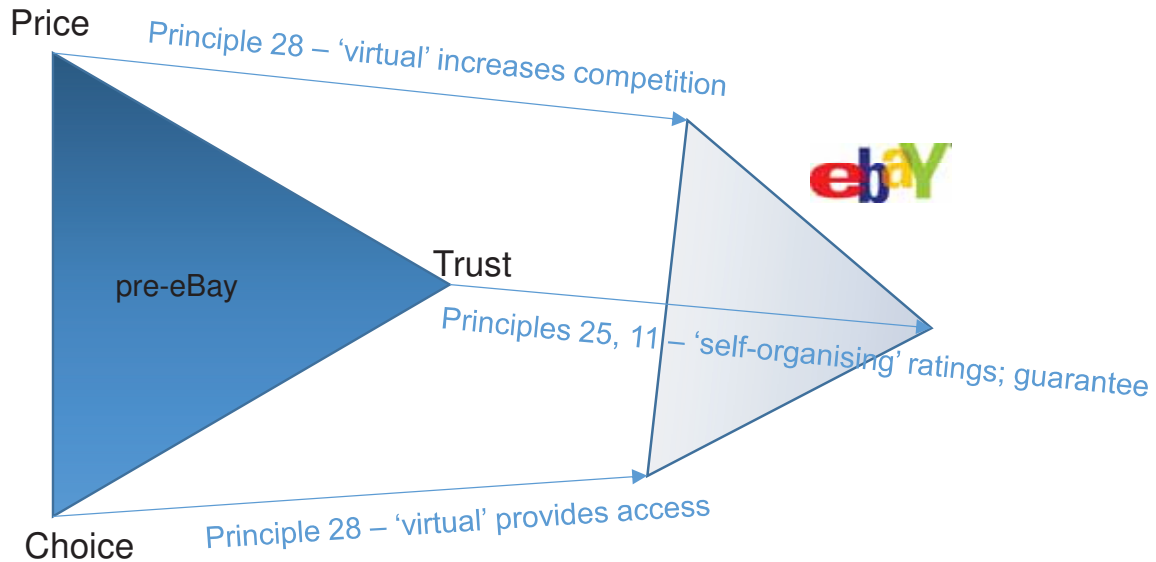 Price
Principle 28 – ‘virtual’ increases competition
ebaY
Trust
pre-eBay
Principles 25, 11 – ‘self-organising’ ratings; guarantee
Principle 28 – ‘virtual’ provides access
Choice